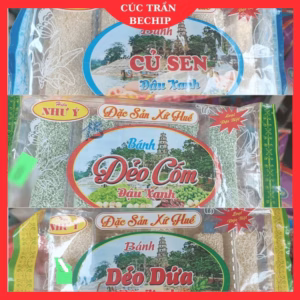 CÚC TRẦN
BECHIP
Bánh
CỦ SEN
Đậu Xanh
NHƯ Ý
Đặc Sản Xứ Huế
Bánh
Dẻo Cốm
Đậu Xanh
NHƯ Ý
Đặc Sản Xứ Huế
Bánh
Dẻo Dừa